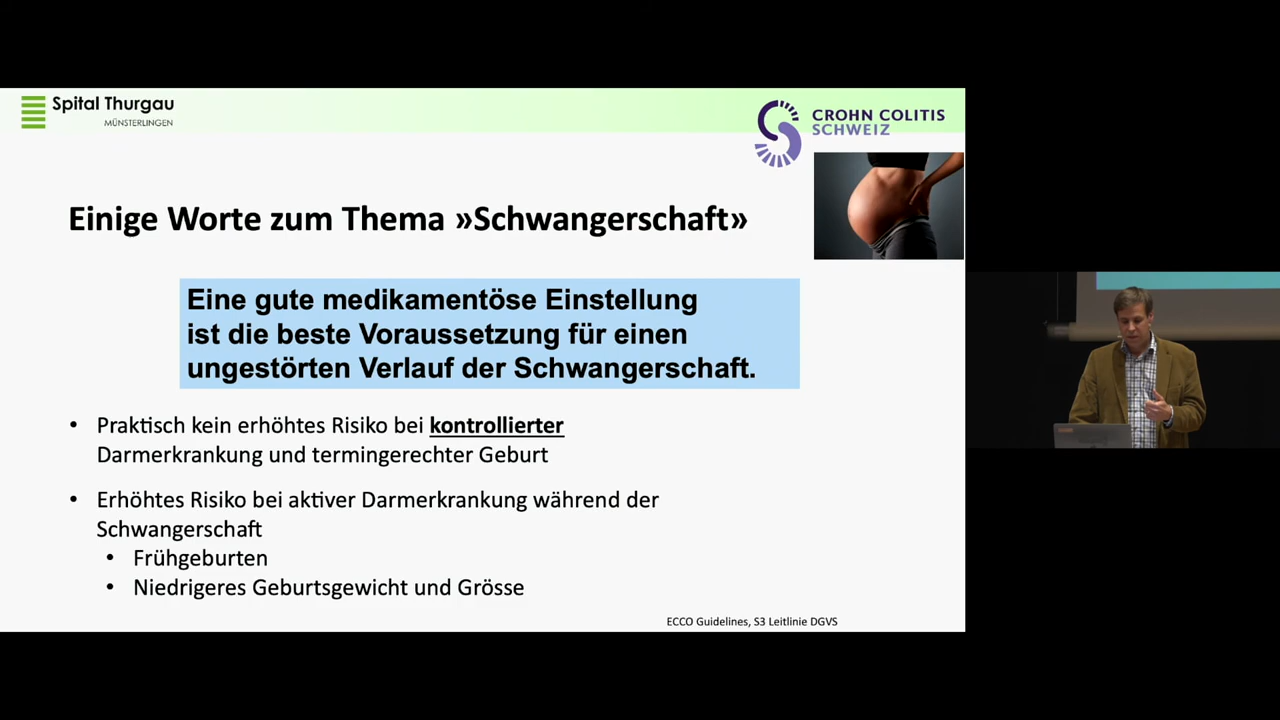 Spital Thurgau
MÜNSTERLINGEN
CROHN COLITIS
SCHWEIZ
Einige Worte zum Thema »Schwangerschaft»
Eine gute medikamentöse Einstellung
ist die beste Voraussetzung für einen
ungestörten Verlauf der Schwangerschaft.
• Praktisch kein erhöhtes Risiko bei kontrollierter
Darmerkrankung und termingerechter Geburt
• Erhöhtes Risiko bei aktiver Darmerkrankung während der
Schwangerschaft
• Frühgeburten
• Niedrigeres Geburtsgewicht und Grösse
ECCO Guidelines, S3 Leitlinie DGVS